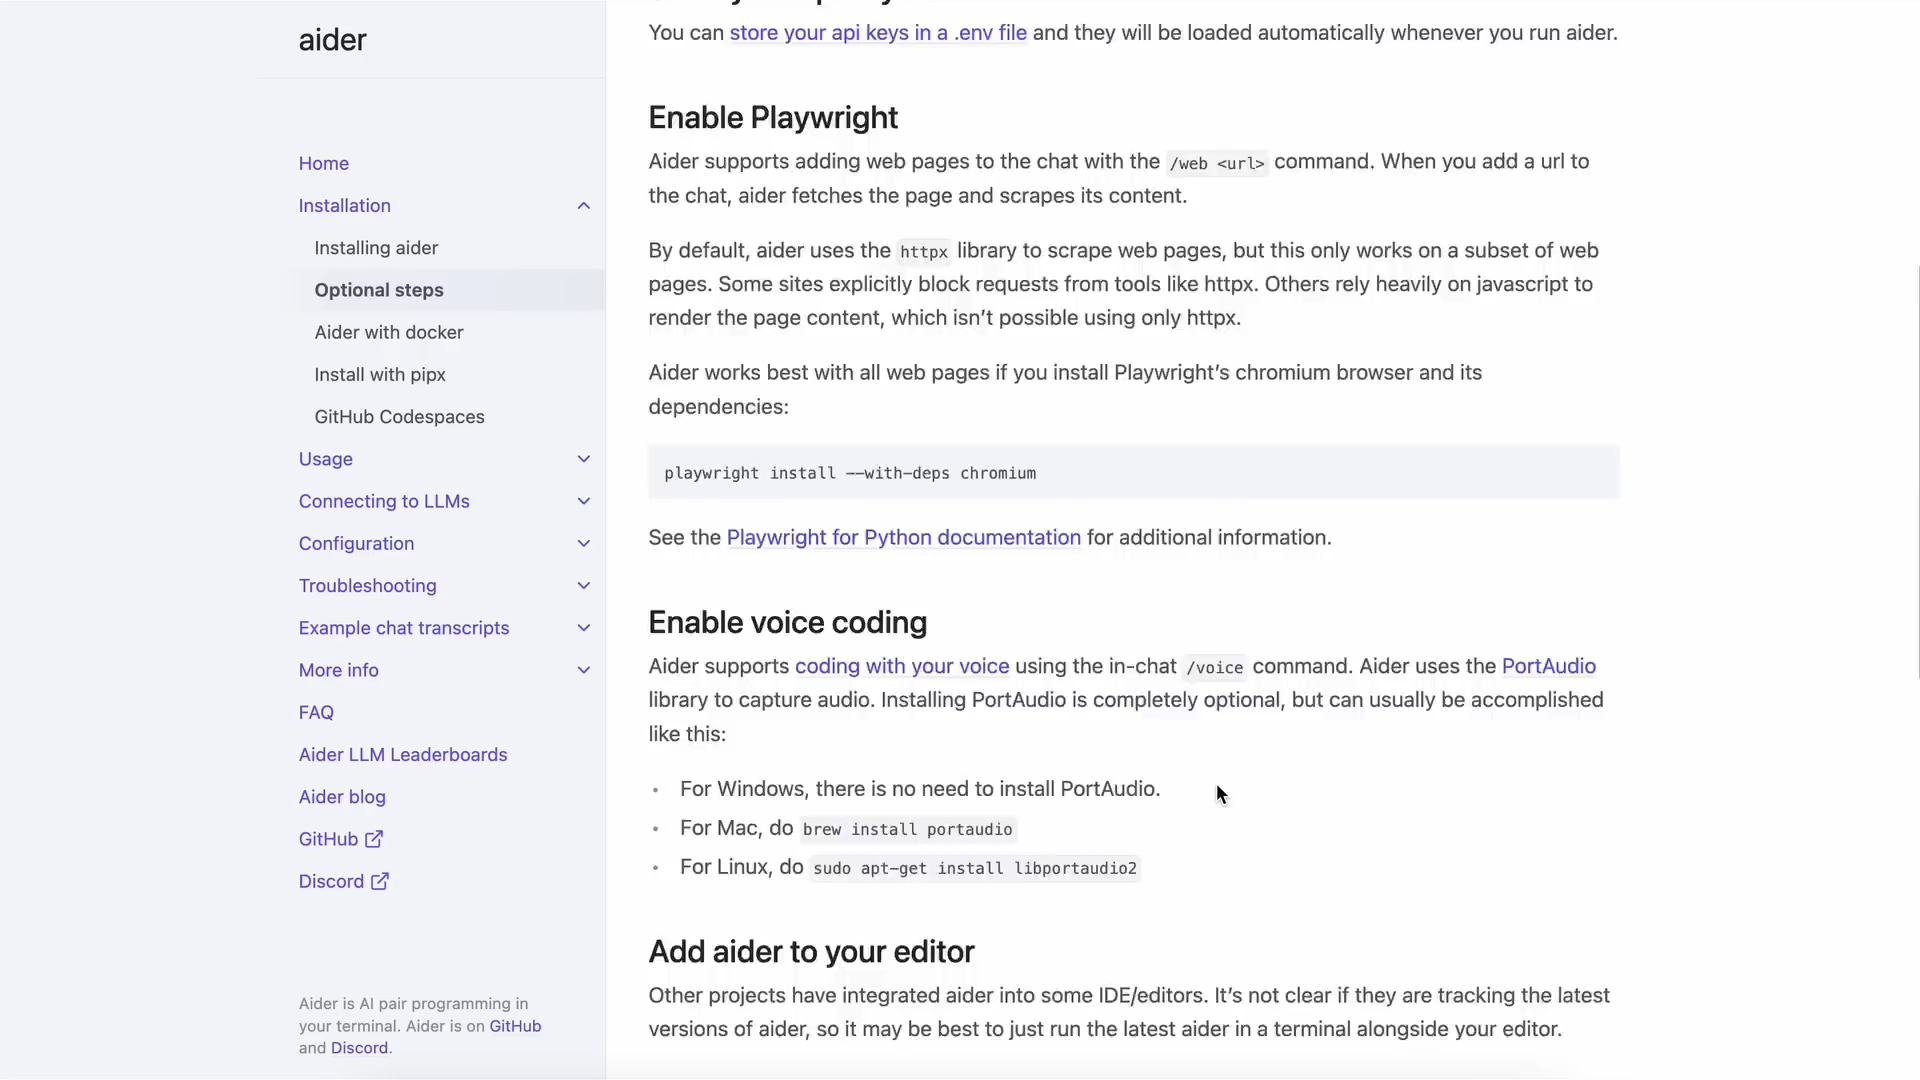 aider
Home
Installation
Installing aider
Optional steps
Aider with docker
Install with pipx
GitHub Codespaces
Usage
Connecting to LLMs
Configuration
Troubleshooting
Example chat transcripts
More info
FAQ
Aider LLM Leaderboards
Aider blog
GitHub
Discord
Aider is AI pair programming in
your terminal. Aider is on GitHub
and Discord.
You can store your api keys in a .env file and they will be loaded automatically whenever you run aider.
Enable Playwright
Aider supports adding web pages to the chat with the /web <url> command. When you add a url to
the chat, aider fetches the page and scrapes its content.
By default, aider uses the httpx library to scrape web pages, but this only works on a subset of web
pages. Some sites explicitly block requests from tools like httpx. Others rely heavily on javascript to
render the page content, which isn’t possible using only httpx.
Aider works best with all web pages if you install Playwright’s chromium browser and its
dependencies:
playwright install --with-deps chromium
See the Playwright for Python documentation for additional information.
Enable voice coding
Aider supports coding with your voice using the in-chat /voice command. Aider uses the PortAudio
library to capture audio. Installing PortAudio is completely optional, but can usually be accomplished
like this:
• For Windows, there is no need to install PortAudio.
• For Mac, do brew install portaudio
• For Linux, do sudo apt-get install libportaudio2
Add aider to your editor
Other projects have integrated aider into some IDE/editors. It’s not clear if they are tracking the latest
versions of aider, so it may be best to just run the latest aider in a terminal alongside your editor.